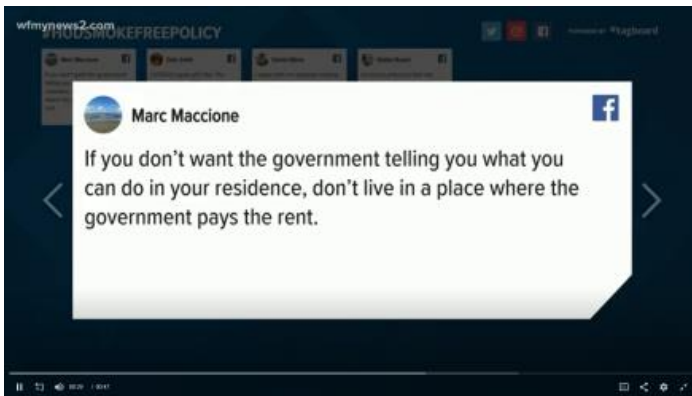 wfmynews2.com
#HUDSMOKEFREEPOLICY
Marc Maccione
If you don’t want the government telling you what you
can do in your residence, don’t live in a place where the
government pays the rent.